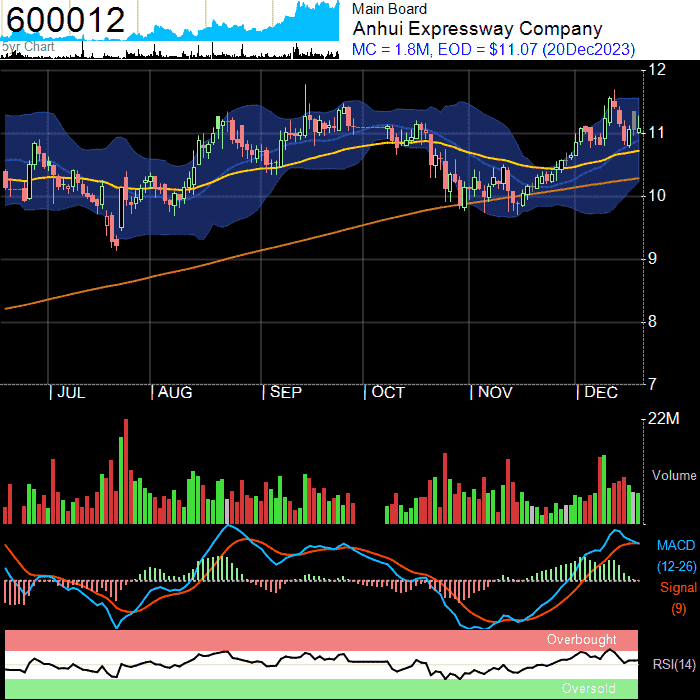 600012
5yr Chart
Main Board
Anhui Expressway Company
MC = 1.8M, EOD = $11.07 (20Dec2023)
12
11
10
9
8
7
| JUL | AUG | SEP | OCT | NOV | DEC
22M
Volume
MACD
(12-26)
Signal
(9)
Overbought
RSI(14)
Oversold